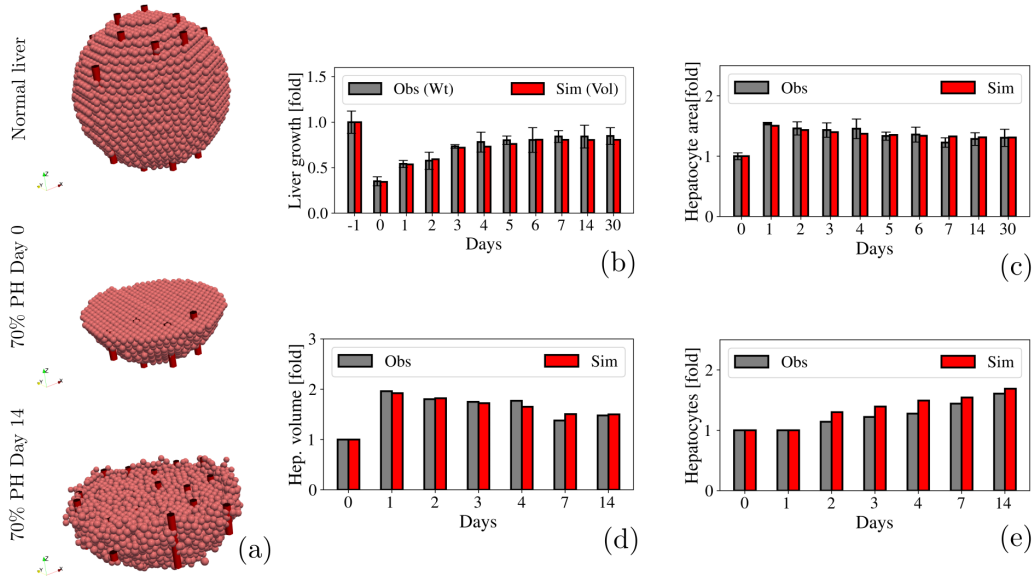 Normal liver
70% PH Day 0
70% PH Day 14
(a)
Liver growth [fold]
1.5
1.0
0.5
0.0
Obs (Wt)
Sim (Vol)
-1 0 1 2 3 4 5 6 7 14 30
Days
(b)
Hepatocyte area[fold]
2
1
0
Obs
Sim
0 1 2 3 4 5 6 7 14 30
Days
(c)
Hep. volume [fold]
3
2
1
0
Obs
Sim
0 1 2 3 4 7 14
Days
(d)
Hepatocytes [fold]
2
1
0
Obs
Sim
0 1 2 3 4 7 14
Days
(e)